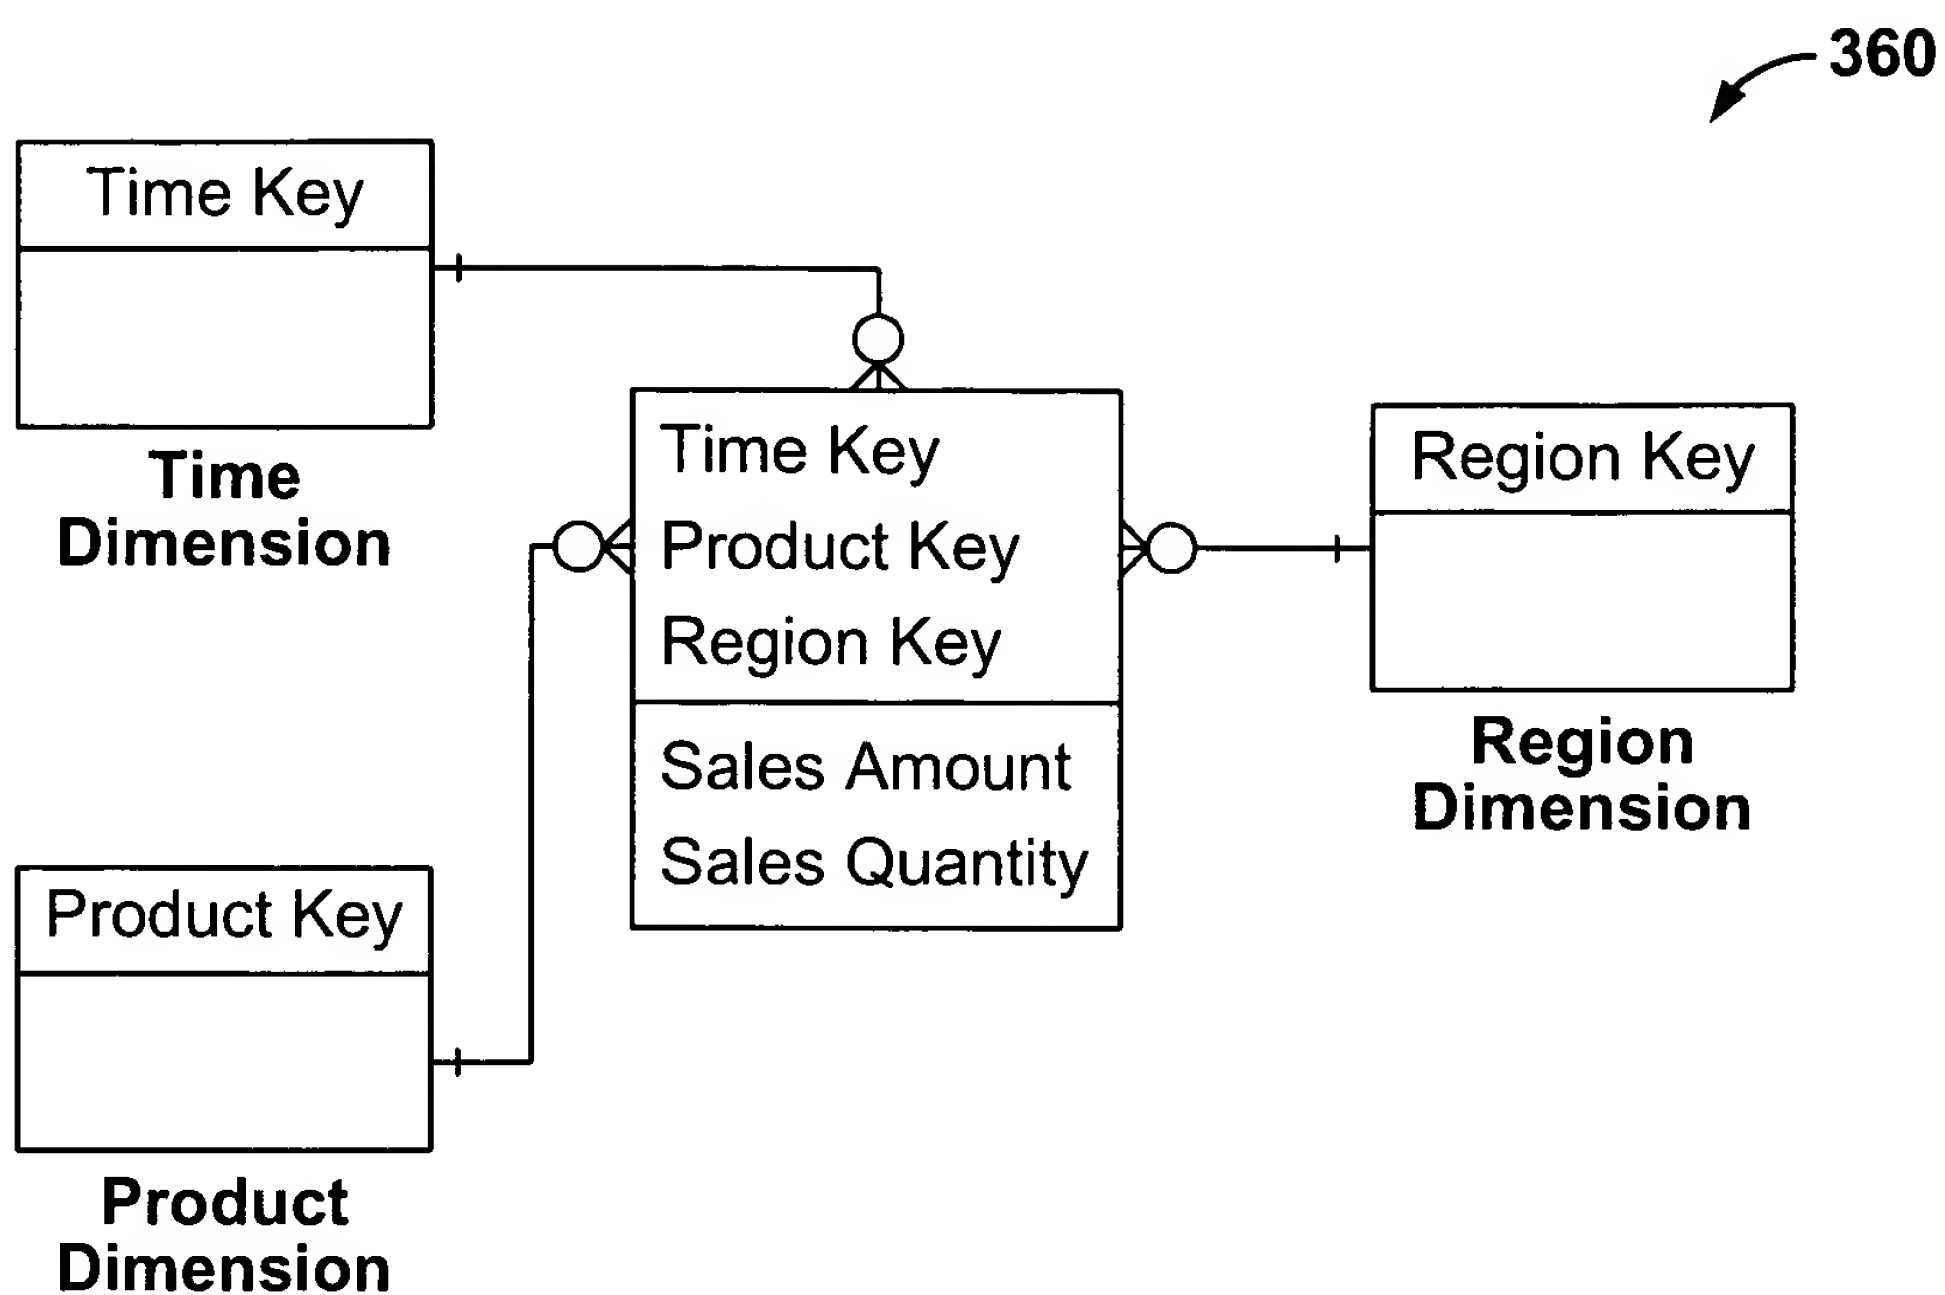 360
Time Key
Time
Dimension
Time Key
Product Key
Region Key
Sales Amount
Sales Quantity
Region Key
Region
Dimension
Product Key
Product
Dimension